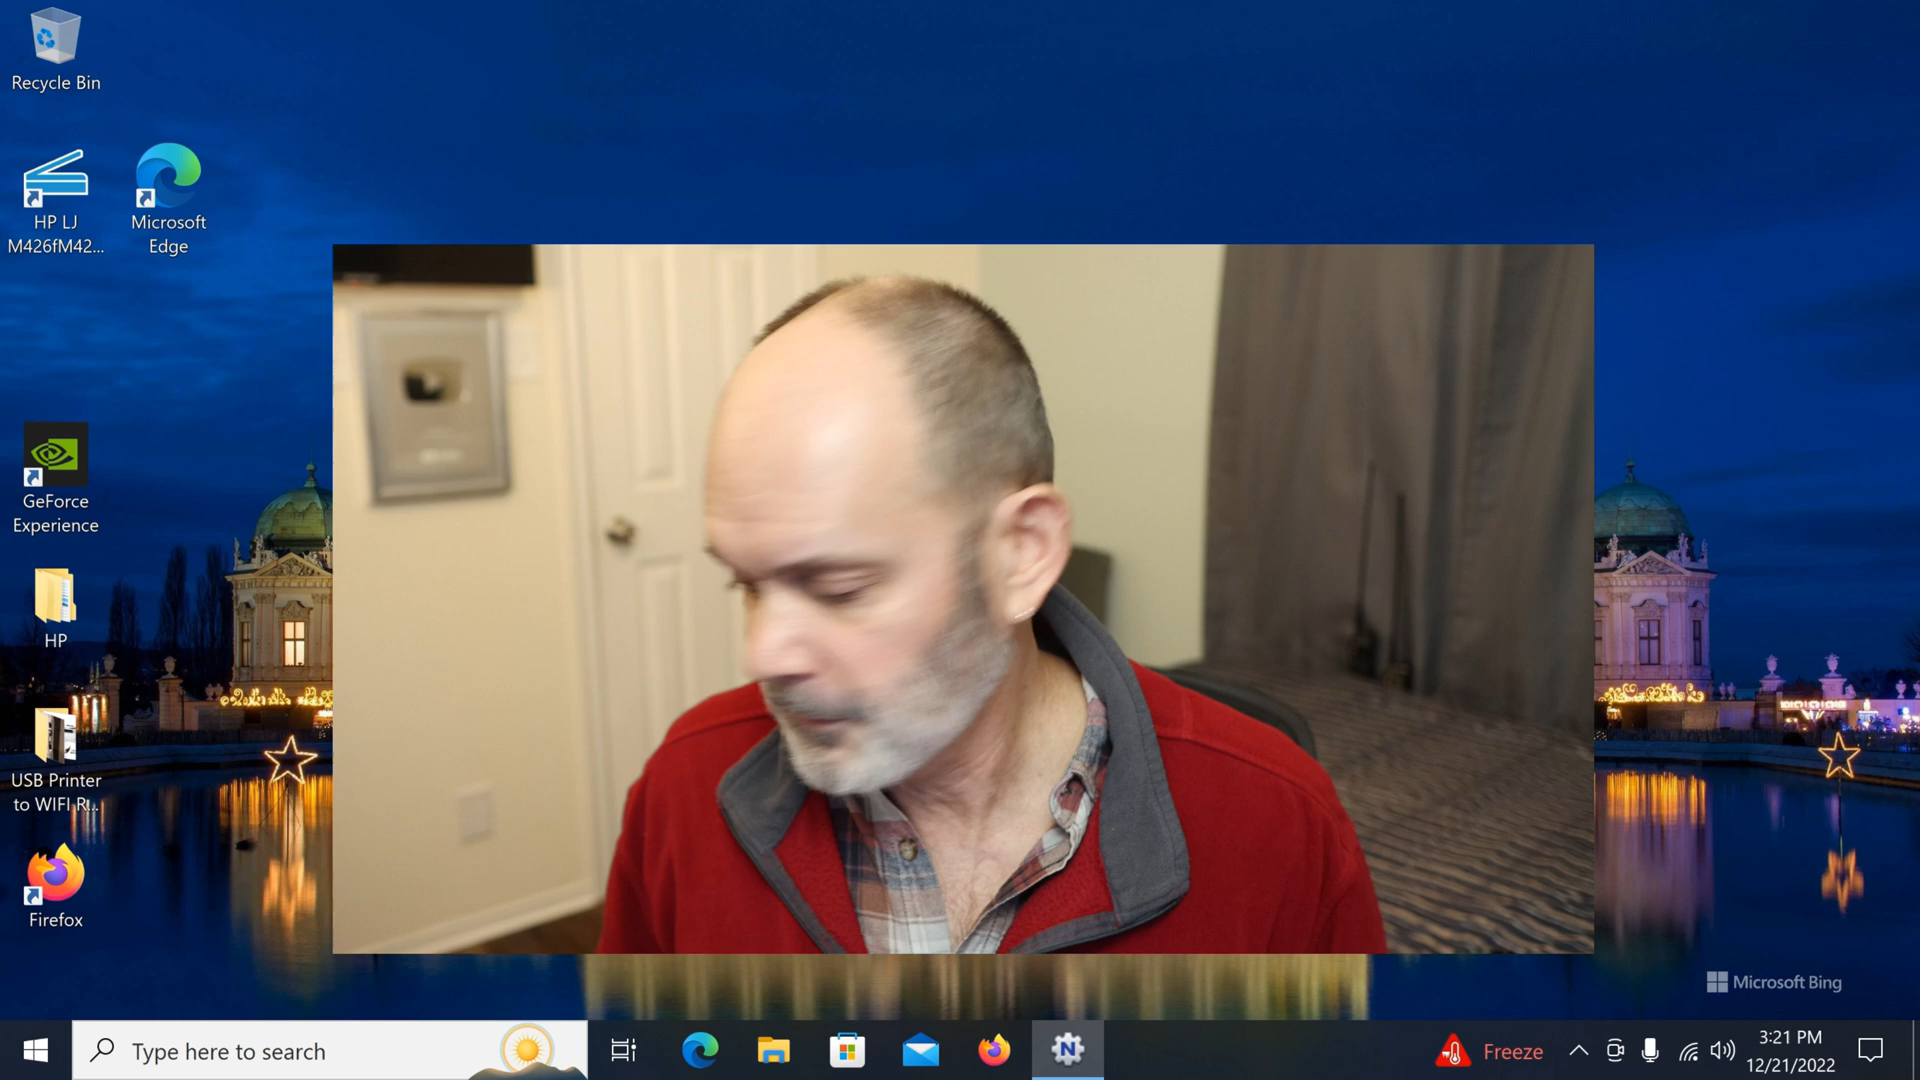 Recycle Bin
HP LJ
M426fM42...
Microsoft
Edge
GeForce
Experience
HP
USB Printer
to WIFI R...
Firefox
Microsoft Bing
Type here to search
N
Freeze
3:21 PM
12/21/2022